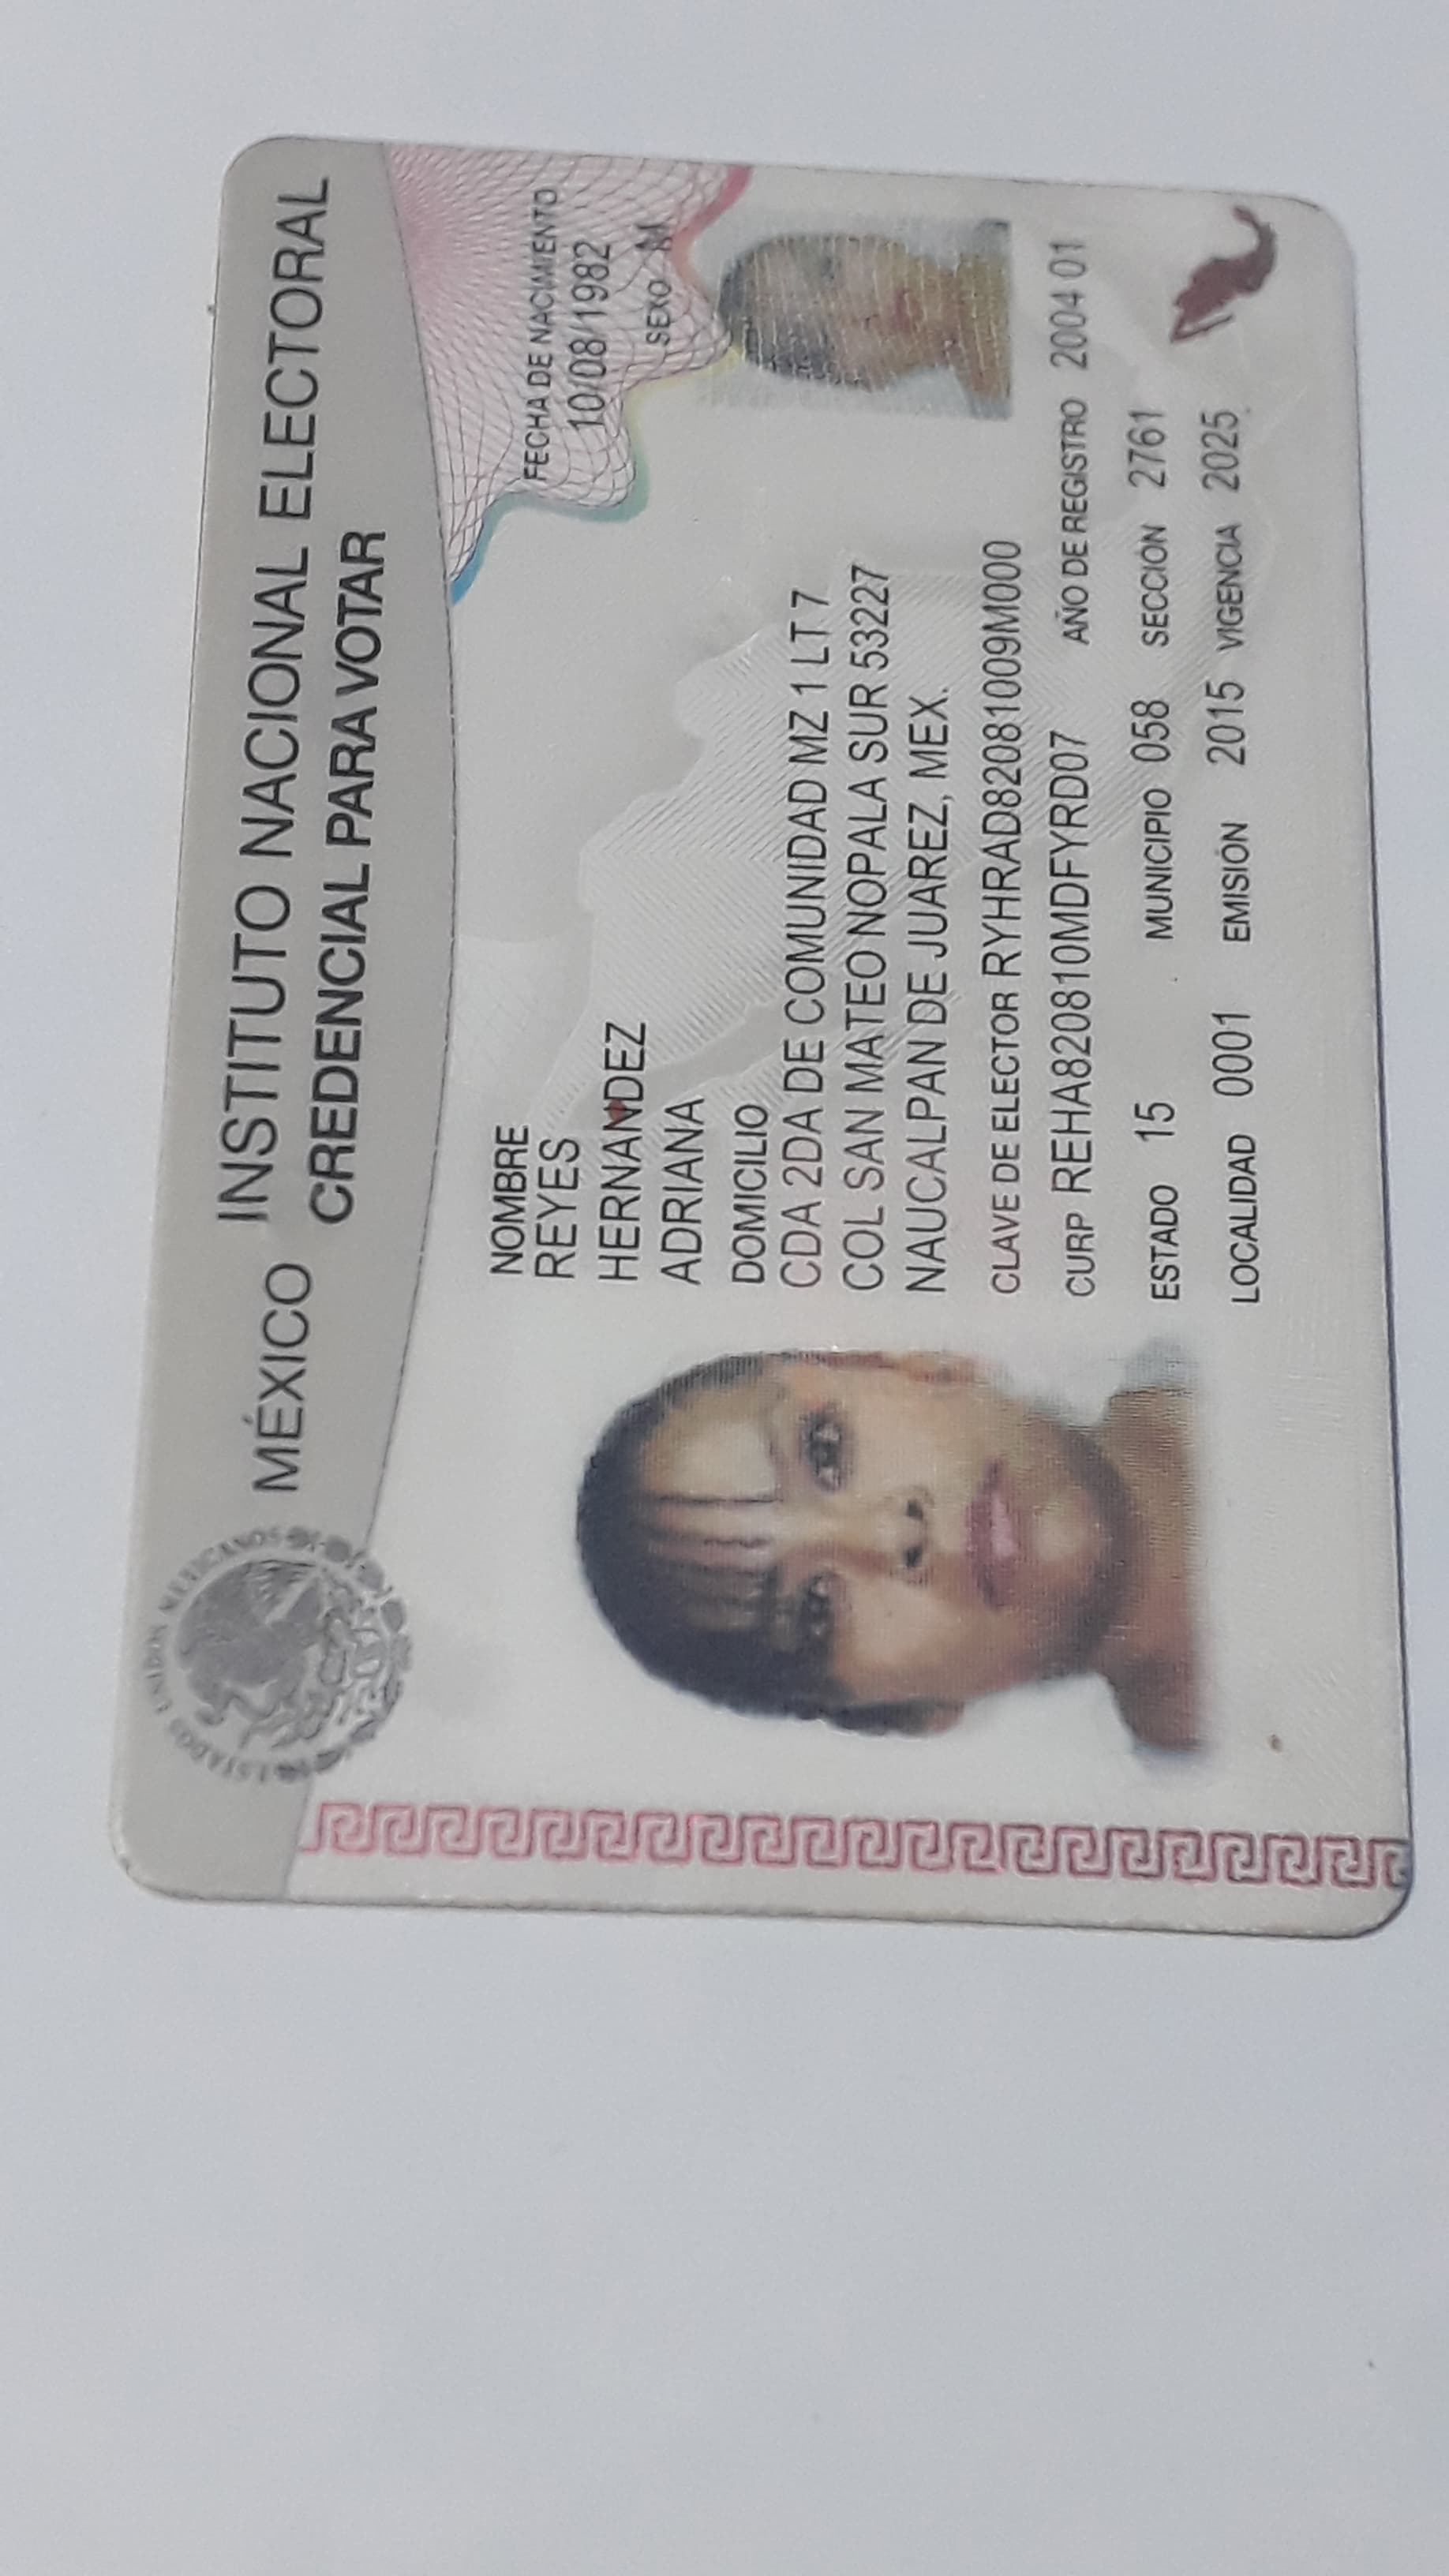 MÉXICO INSTITUTO NACIONAL ELECTORAL
CREDENCIAL PARA VOTAR
ESTADOS UNIDOS MEXICANOS
NOMBRE
REYES
HERNANDEZ
ADRIANA
FECHA DE NACIMIENTO
10/08/1982
SEXO M
DOMICILIO
CDA 2DA DE COMUNIDAD MZ 1 LT 7
COL SAN MATEO NOPALA SUR 53227
NAUCALPAN DE JUAREZ, MEX.
CLAVE DE ELECTOR RYHRAD82081009M000
CURP REHA820810MDFYRD07 AÑO DE REGISTRO 2004 01
ESTADO 15 MUNICIPIO 058 SECCIÓN 2761
LOCALIDAD 0001 EMISIÓN 2015 VIGENCIA 2025